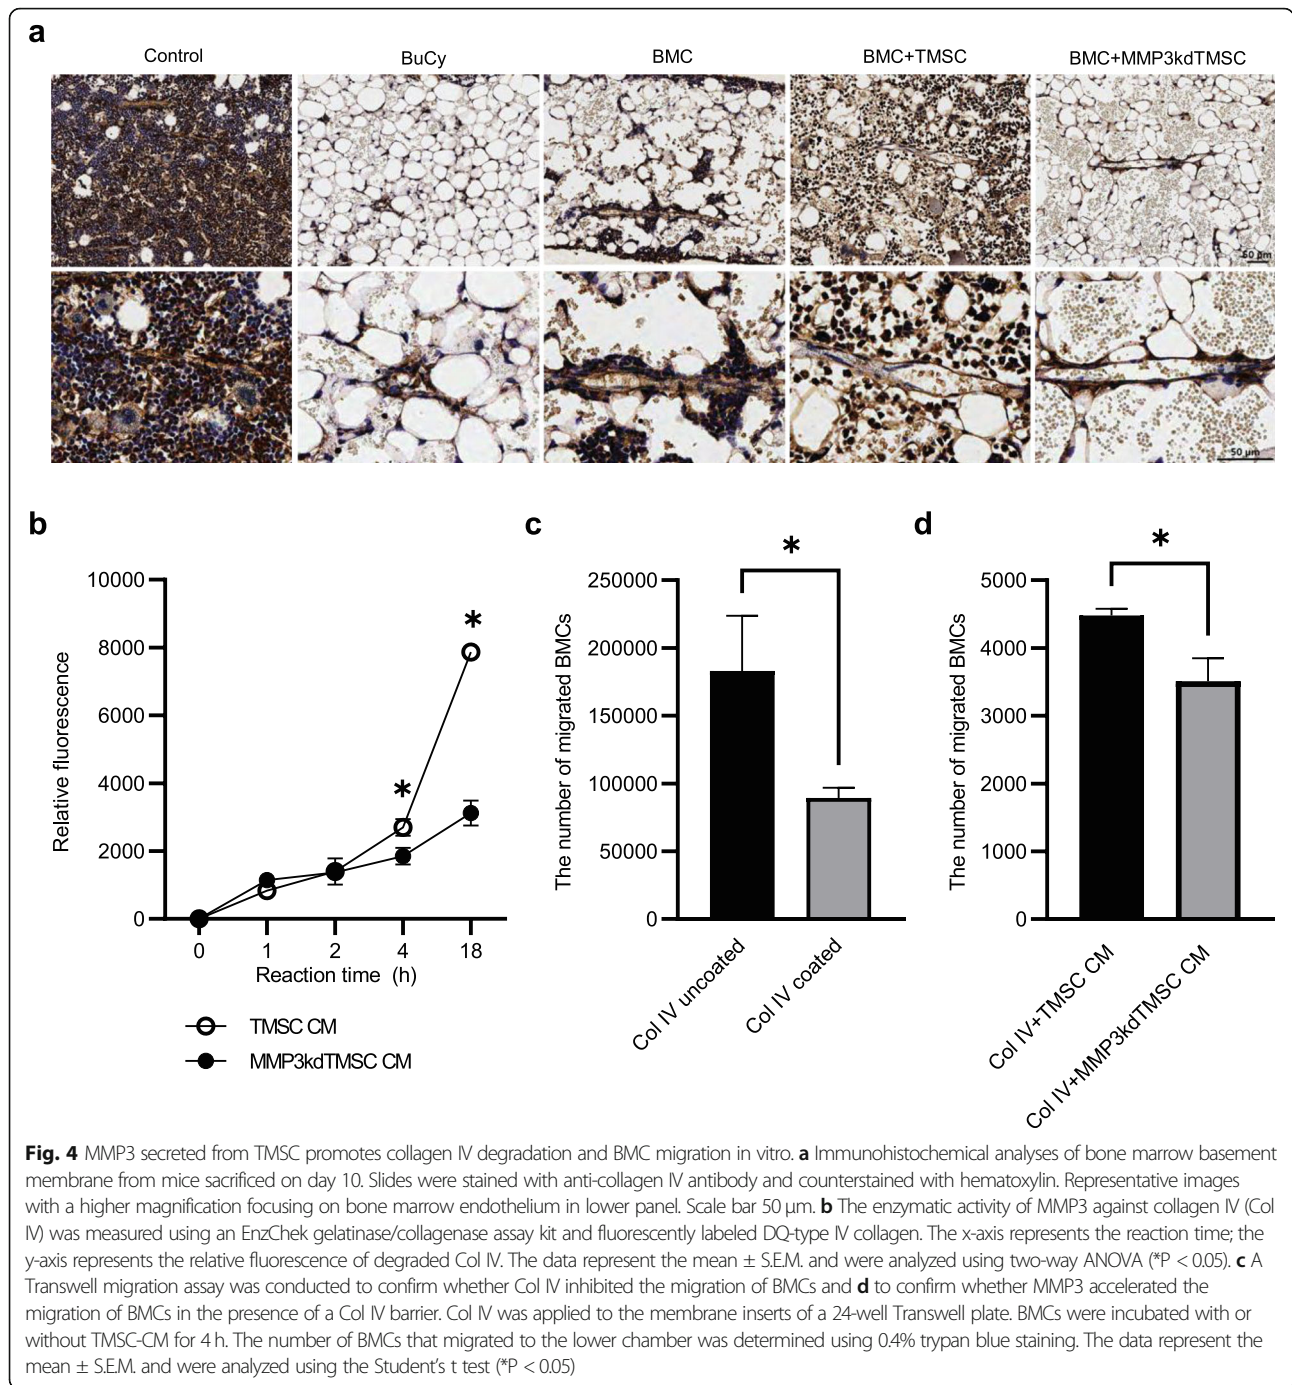 a
Control
BuCy
BMC
BMC+TMSC
BMC+MMP3kdTMSC
50 µm
50 µm
b
10000
8000
6000
4000
2000
0
Relative fluorescence
*
*
0 1 2 4 18
Reaction time (h)
TMSC CM
MMP3kdTMSC CM
c
*
250000
200000
150000
100000
50000
0
The number of migrated BMCs
Col IV uncoated
Col IV coated
d
*
5000
4000
3000
2000
1000
0
The number of migrated BMCs
Col IV+TMSC CM
Col IV+MMP3kdTMSC CM
Fig. 4 MMP3 secreted from TMSC promotes collagen IV degradation and BMC migration in vitro. a Immunohistochemical analyses of bone marrow basement
membrane from mice sacrificed on day 10. Slides were stained with anti-collagen IV antibody and counterstained with hematoxylin. Representative images
with a higher magnification focusing on bone marrow endothelium in lower panel. Scale bar 50 µm. b The enzymatic activity of MMP3 against collagen IV (Col
IV) was measured using an EnzChek gelatinase/collagenase assay kit and fluorescently labeled DQ-type IV collagen. The x-axis represents the reaction time; the
y-axis represents the relative fluorescence of degraded Col IV. The data represent the mean ± S.E.M. and were analyzed using two-way ANOVA (*P < 0.05). c A
Transwell migration assay was conducted to confirm whether Col IV inhibited the migration of BMCs and d to confirm whether MMP3 accelerated the
migration of BMCs in the presence of a Col IV barrier. Col IV was applied to the membrane inserts of a 24-well Transwell plate. BMCs were incubated with or
without TMSC-CM for 4 h. The number of BMCs that migrated to the lower chamber was determined using 0.4% trypan blue staining. The data represent the
mean ± S.E.M. and were analyzed using the Student's t test (*P < 0.05)